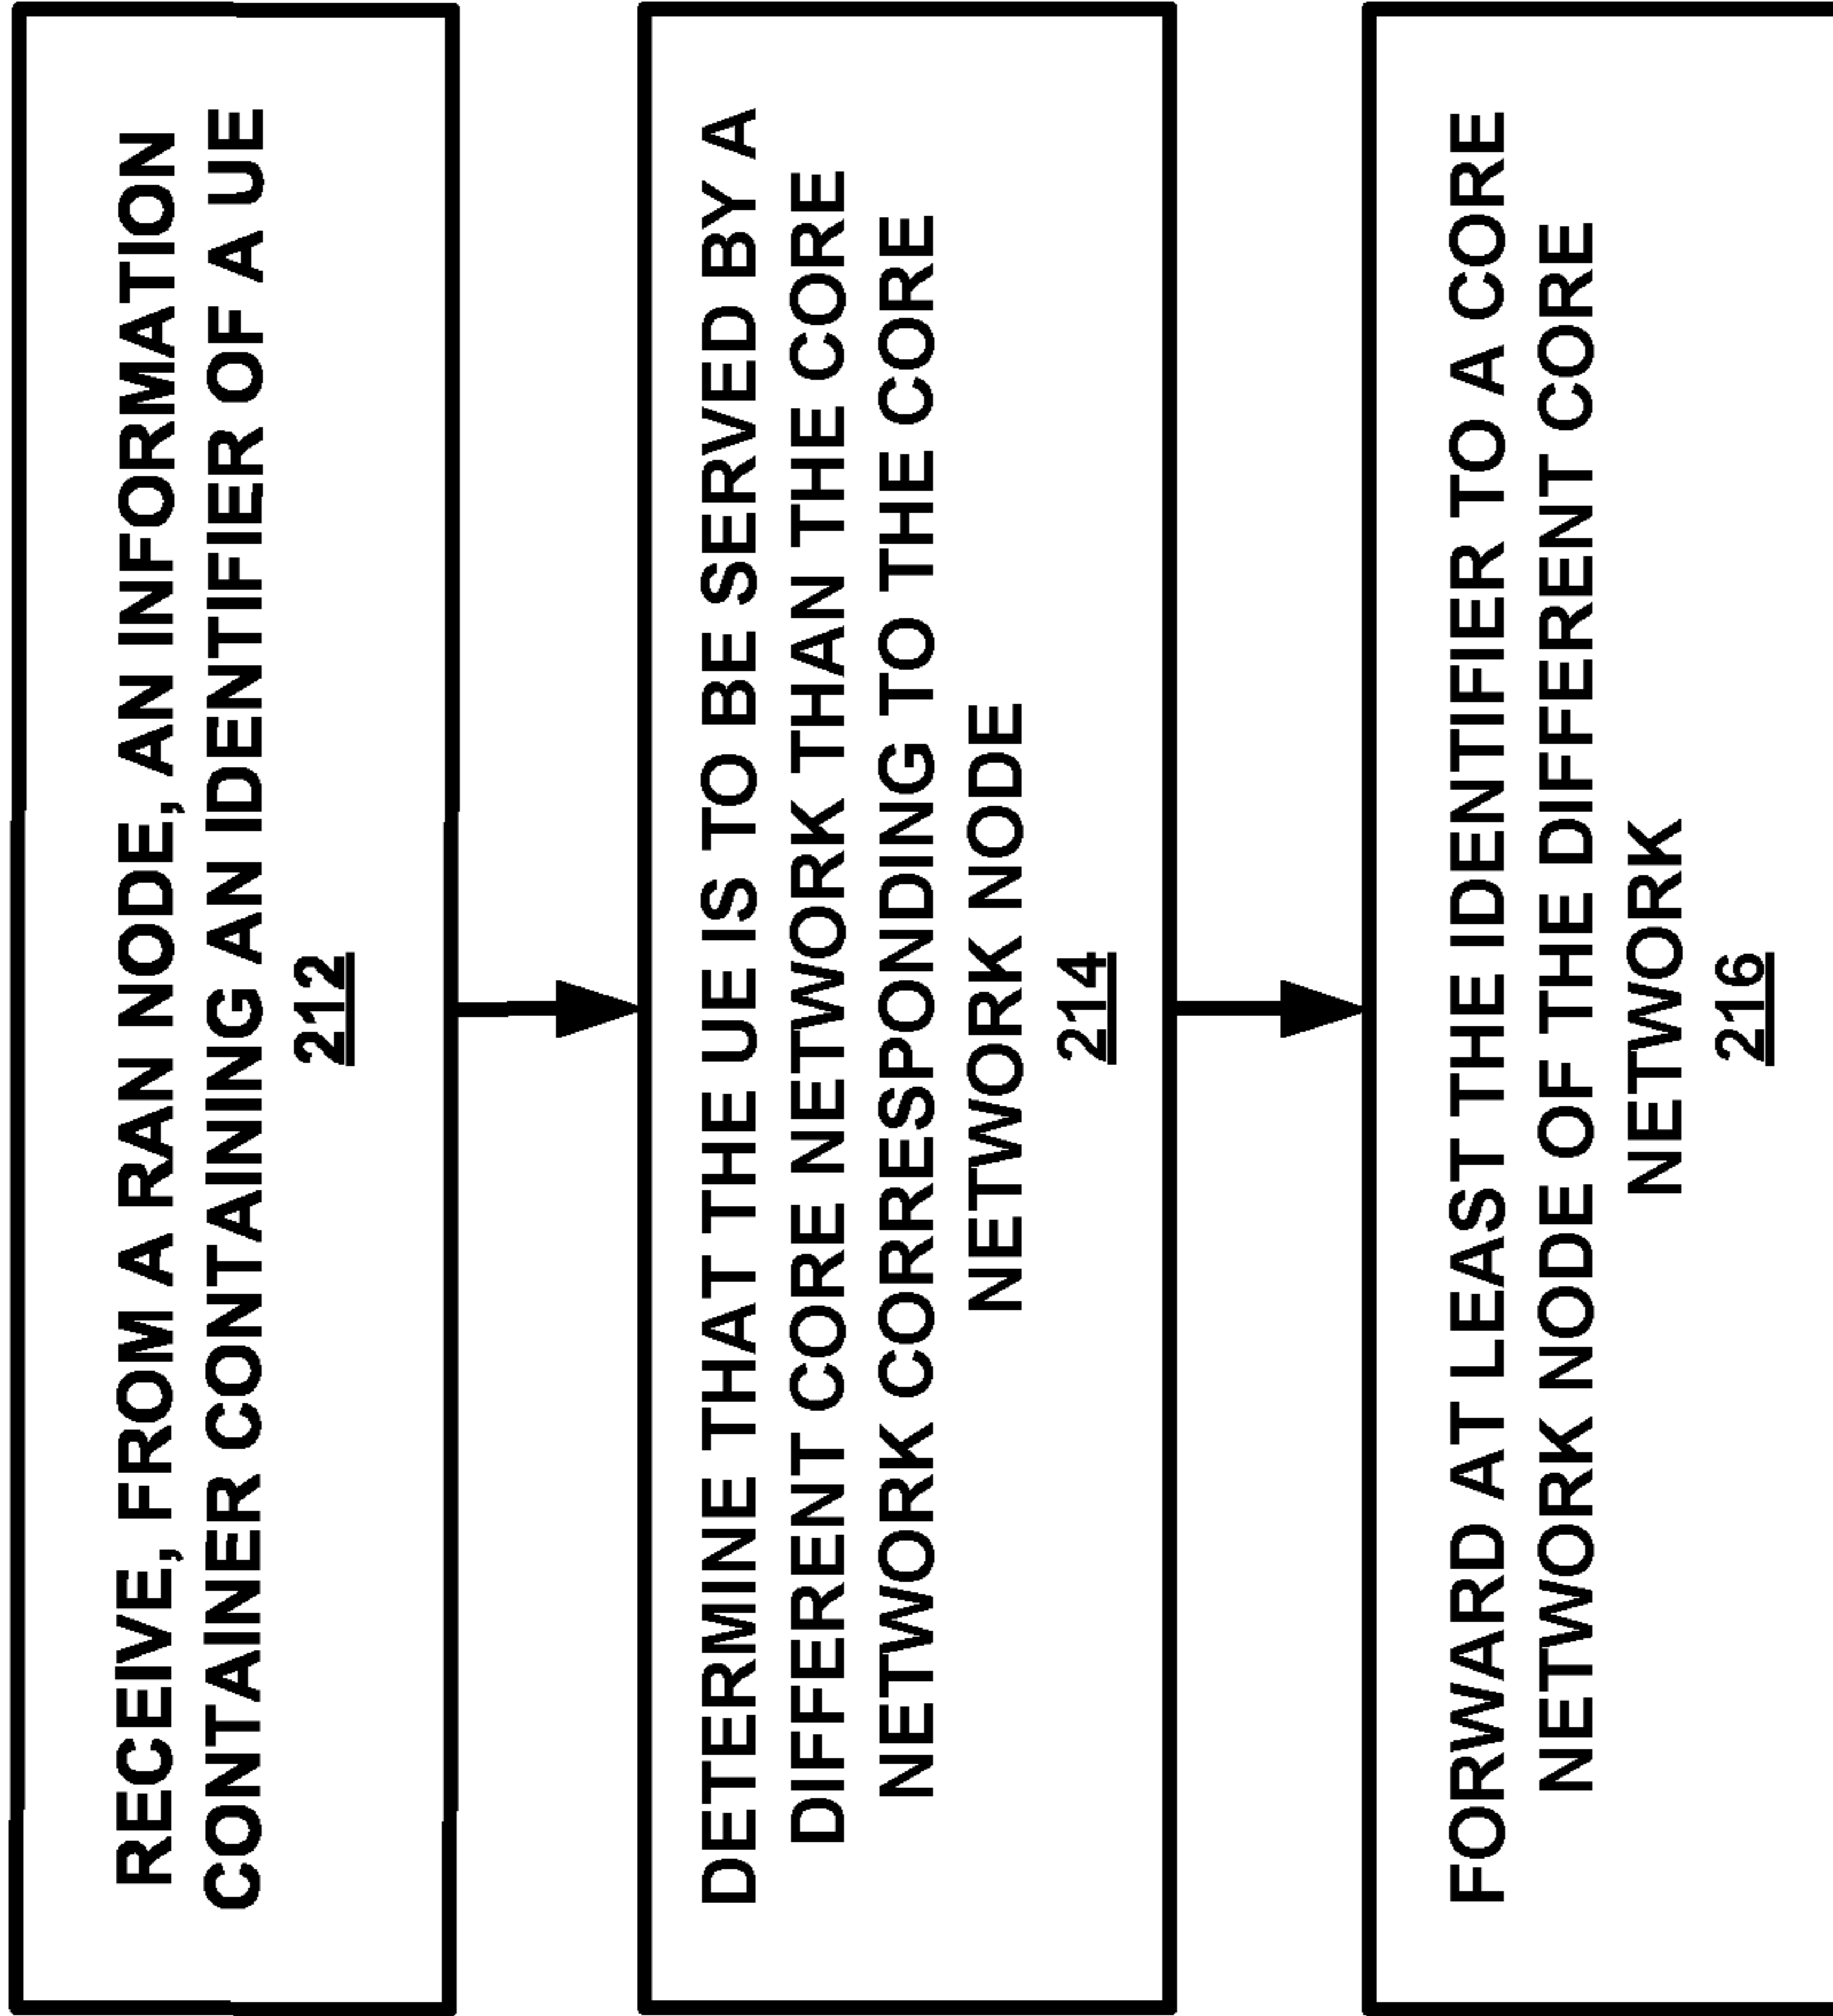 RECEIVE, FROM A RAN NODE, AN INFORMATION
CONTAINER CONTAINING AN IDENTIFIER OF A UE
212
DETERMINE THAT THE UE IS TO BE SERVED BY A
DIFFERENT CORE NETWORK THAN THE CORE
NETWORK CORRESPONDING TO THE CORE
NETWORK NODE
214
FORWARD AT LEAST THE IDENTIFIER TO A CORE
NETWORK NODE OF THE DIFFERENT CORE
NETWORK
216